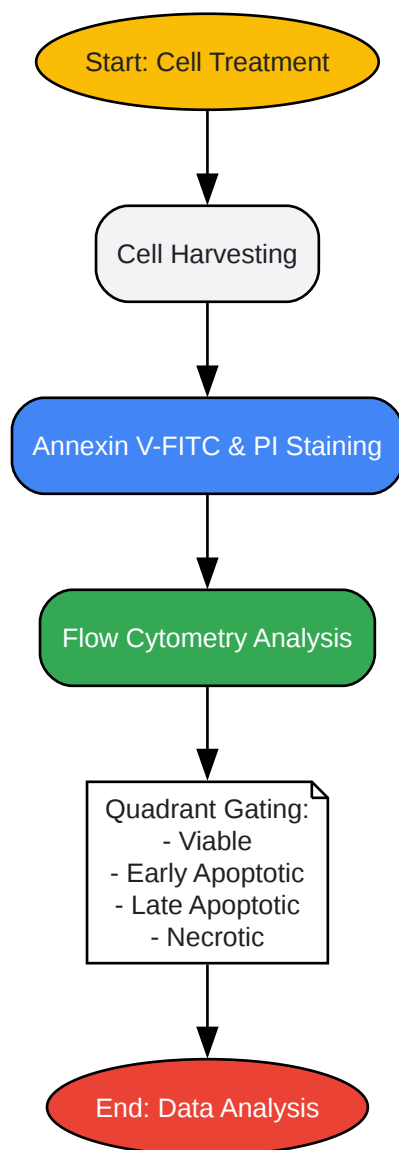 Start: Cell Treatment
Cell Harvesting
Annexin V-FITC & PI Staining
Flow Cytometry Analysis
Quadrant Gating:
- Viable
- Early Apoptotic
- Late Apoptotic
- Necrotic
End: Data Analysis